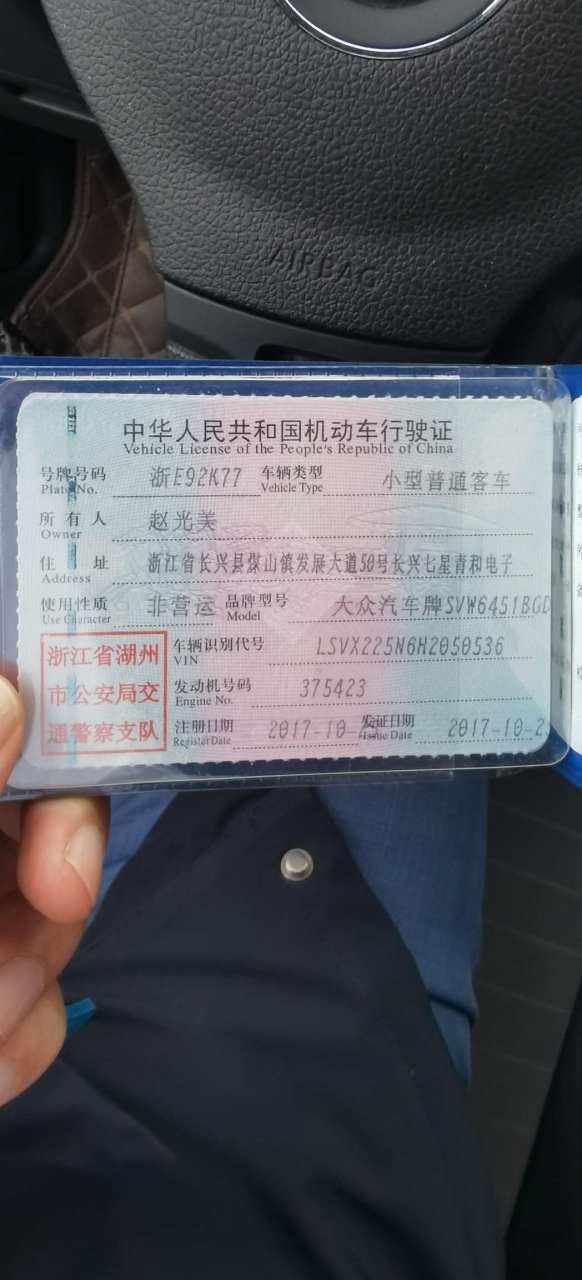 AIRBAG
中华人民共和国机动车行驶证
Vehicle License of the People's Republic of China
号牌号码 浙E92K77 车辆类型 小型普通客车
Plate No. Vehicle Type
所有人 赵光美
Owner
住址 浙江省长兴县煤山镇发展大道50号长兴七星青和电子
Address
使用性质 非营运 品牌型号 大众汽车牌SVW6451BGD
Use Character Model
浙江省湖州
市公安局交
通警察支队
车辆识别代号 LSVX225N6H2050536
VIN
发动机号码 375423
Engine No.
注册日期 2017-10-2 发证日期 2017-10-2
Register Date Issue Date